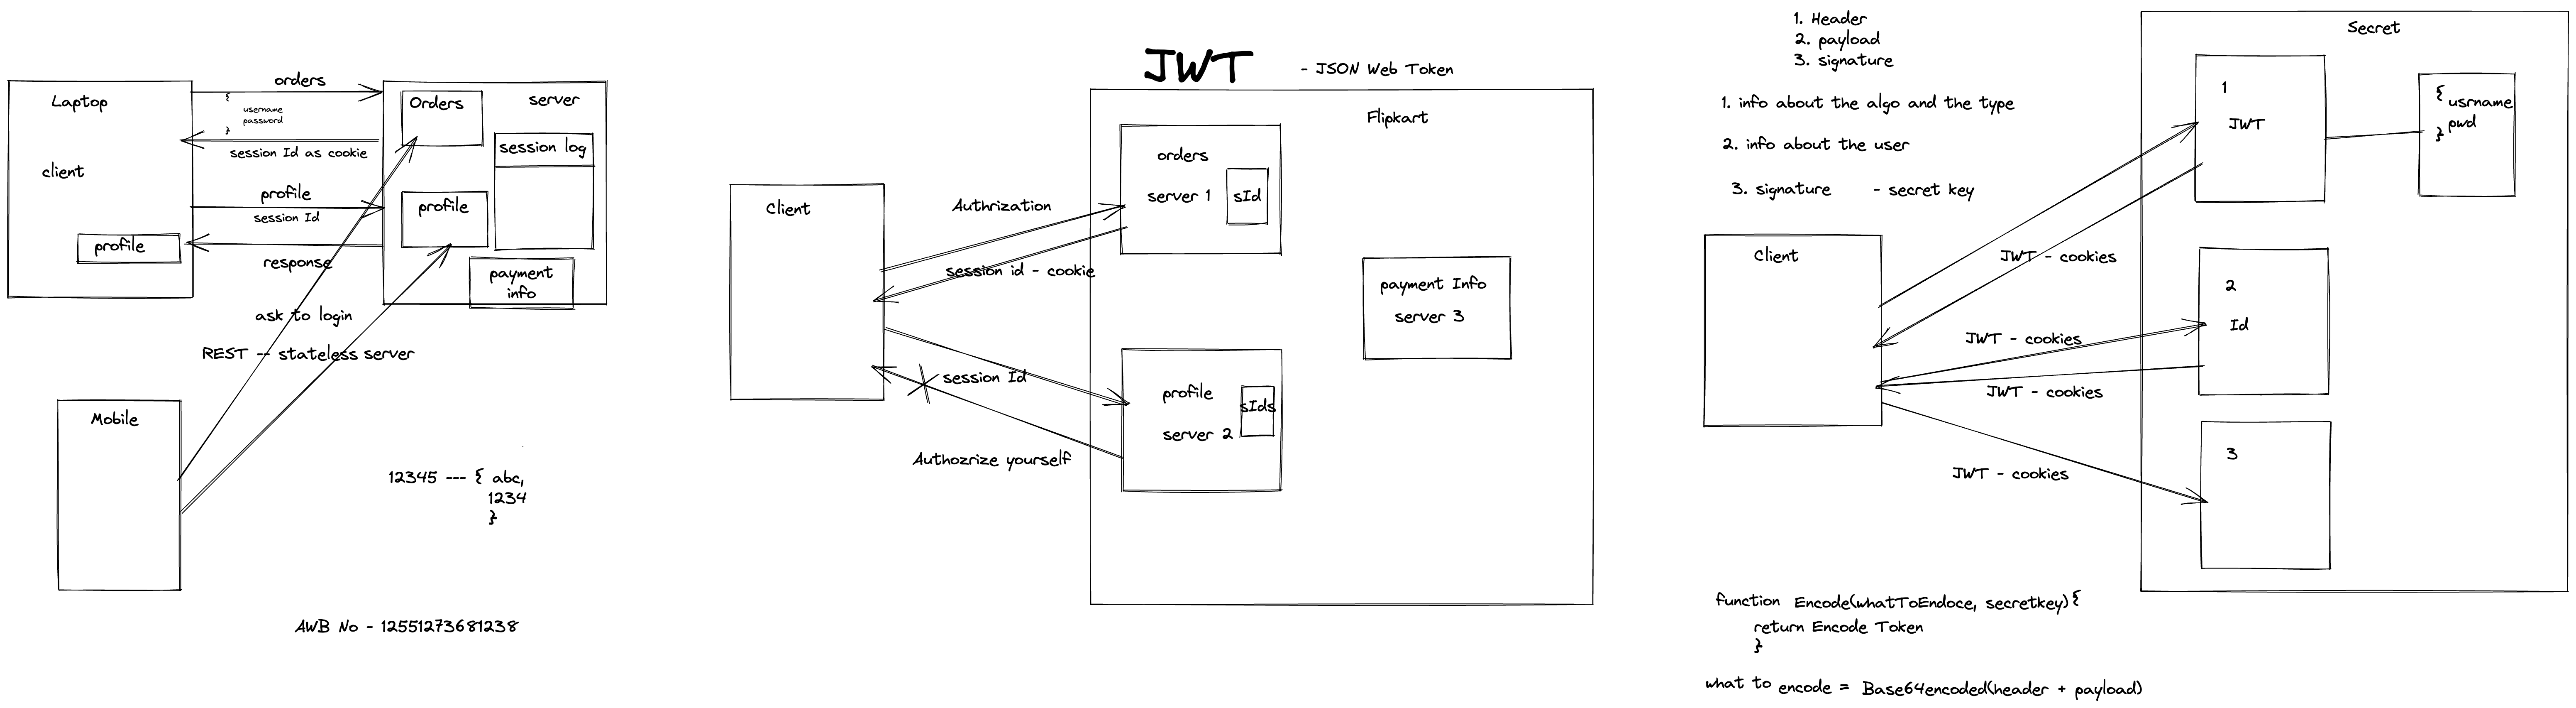 orders
Laptop
{
username
password
}
session Id as cookie
client
profile
session Id
profile
response
Orders
server
session log
profile
payment
info
ask to login
REST -- stateless server
Mobile
12345 --- { abc,
1234
}
AWB No - 12551273681238
JWT - JSON Web Token
Flipkart
Client
Authrization
session id - cookie
session Id
Authozrize yourself
orders
server 1
sId
payment Info
server 3
profile
server 2
sIds
1. Header
2. payload
3. signature
1. info about the algo and the type
2. info about the user
3. signature - secret key
Secret
1
JWT
{
usrname
pwd
}
Client
JWT - cookies
2
Id
JWT - cookies
JWT - cookies
3
JWT - cookies
function Encode(whatToEndoce, secretkey){
return Encode Token
}
what to encode = Base64encoded(header + payload)